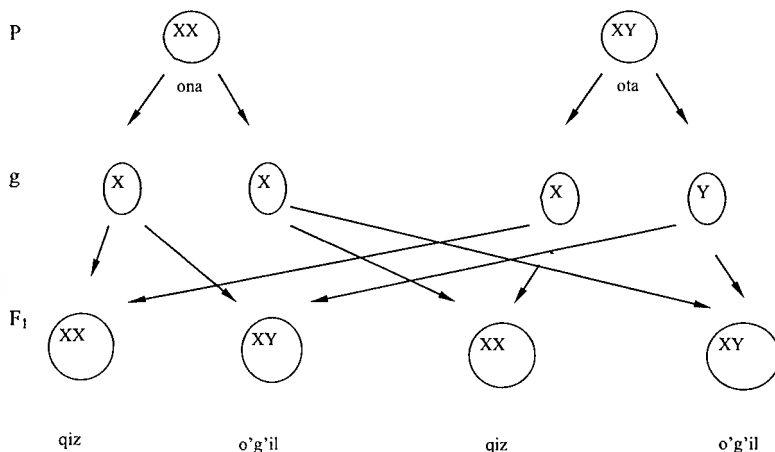 P XX XY
ona ota
g X X X Y
F₁ XX XY XX XY
qiz o'g'il qiz o'g'il